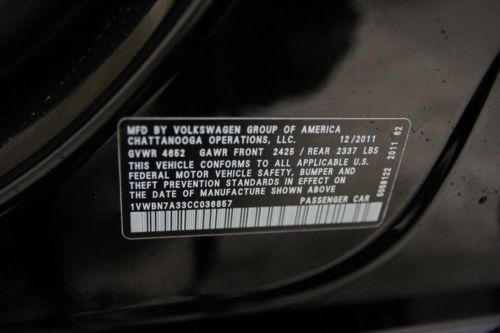 MFD BY VOLKSWAGEN GROUP OF AMERICA
CHATTANOOGA OPERATIONS, LLC. 12/2011
GVWR 4652 GAWR FRONT 2425 / REAR 2337 LBS
THIS VEHICLE CONFORMS TO ALL APPLICABLE U.S.
FEDERAL MOTOR VEHICLE SAFETY, BUMPER AND
THEFT PREVENTION STANDARDS IN EFFECT ON THE
DATE OF MANUFACTURE SHOWN ABOVE.
1VWBN7A33CC036857 PASSENGER CAR
2011 62